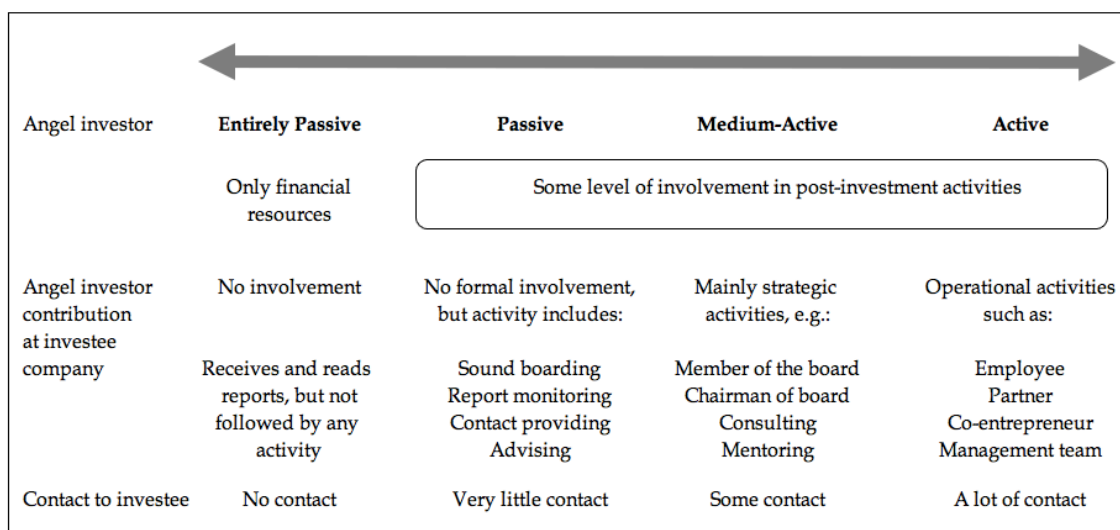 Angel investor Entirely Passive Passive Medium-Active Active
Only financial
resources
Some level of involvement in post-investment activities
Angel investor
contribution
at investee
company
No involvement
Receives and reads
reports, but not
followed by any
activity
No formal involvement,
but activity includes:
Sound boarding
Report monitoring
Contact providing
Advising
Mainly strategic
activities, e.g.:
Member of the board
Chairman of board
Consulting
Mentoring
Operational activities
such as:
Employee
Partner
Co-entrepreneur
Management team
Contact to investee No contact Very little contact Some contact A lot of contact